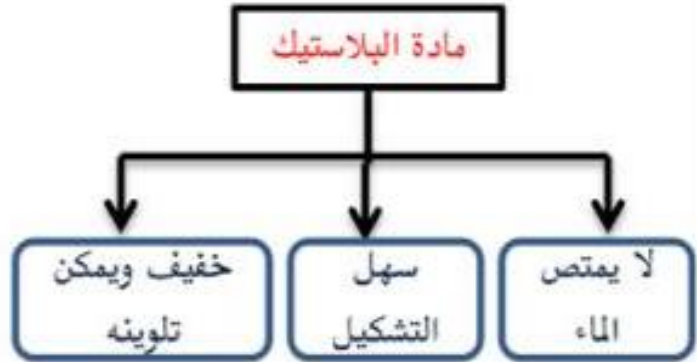 مادة البلاستيك
لا يمتص
الماء
سهل
التشكيل
خفيف ويمكن
تلوينه